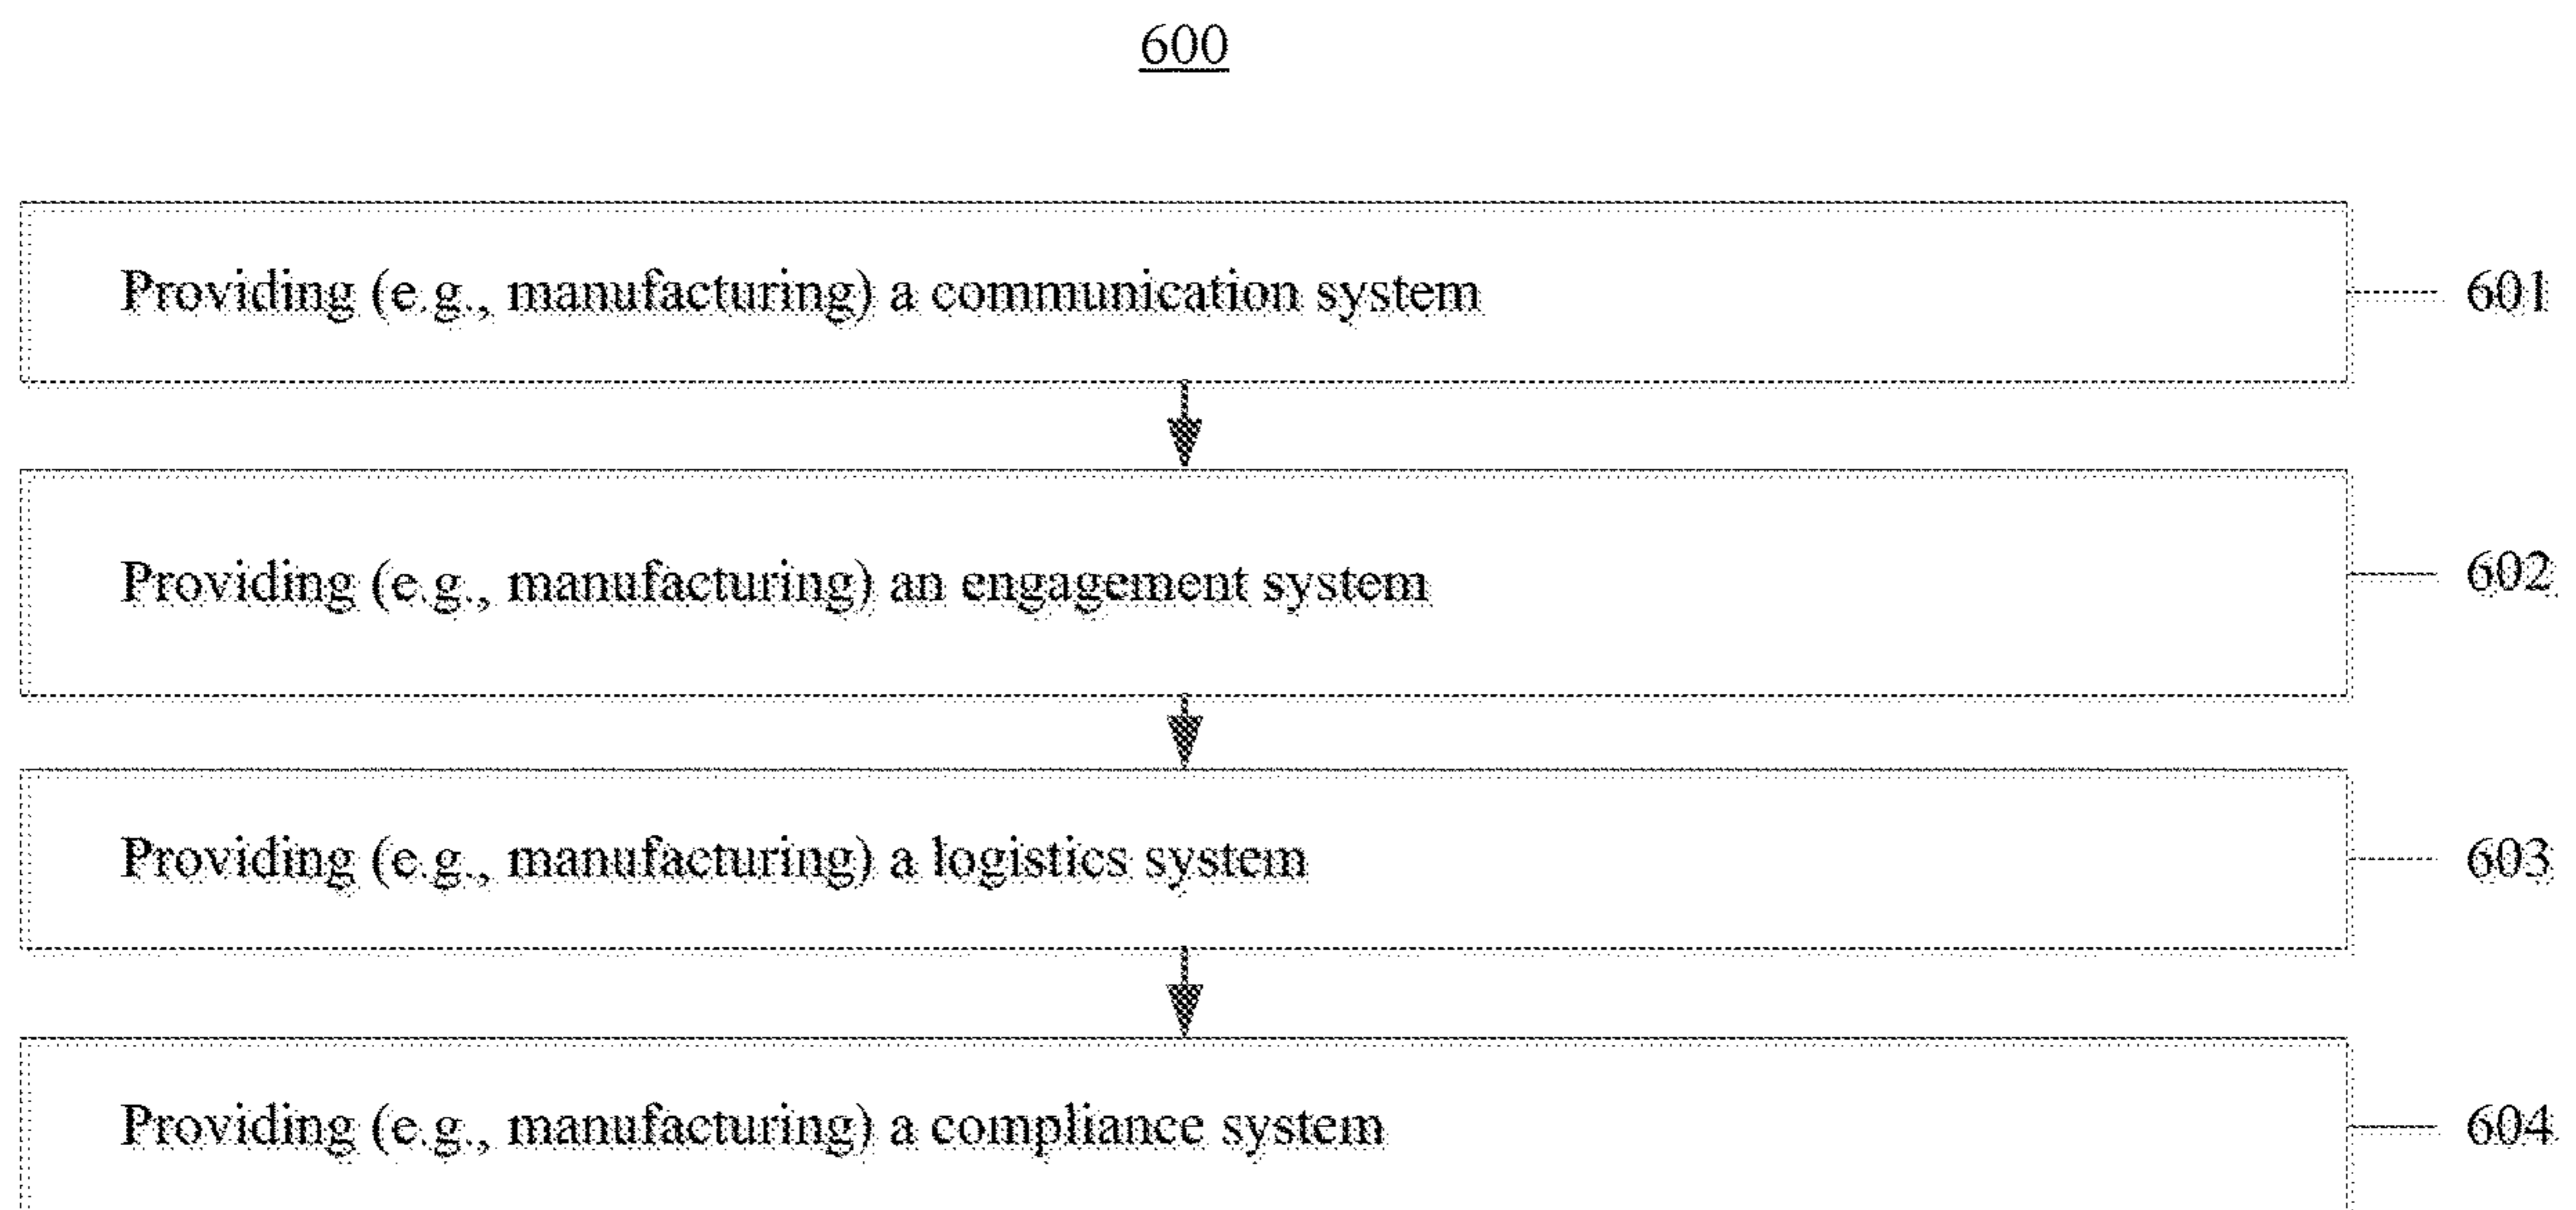 600
Providing (e.g., manufacturing) a communication system 601
Providing (e.g., manufacturing) an engagement system 602
Providing (e.g., manufacturing) a logistics system 603
Providing (e.g., manufacturing) a compliance system 604